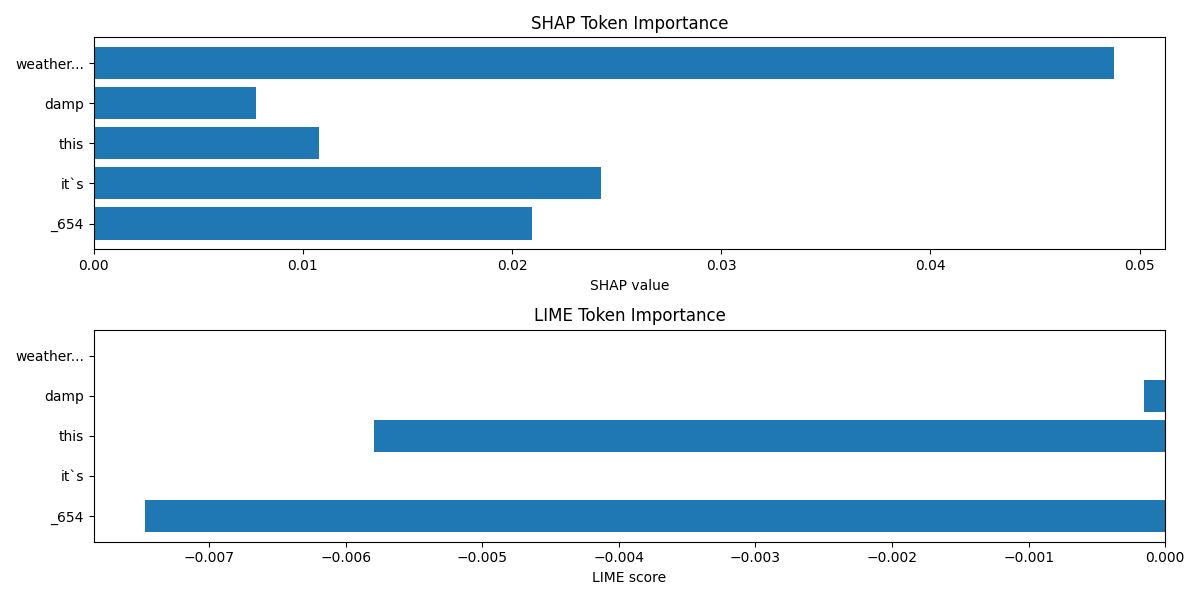 SHAP Token Importance
weather...
damp
this
it`s
_654
0.00 0.01 0.02 0.03 0.04 0.05
SHAP value
LIME Token Importance
weather...
damp
this
it`s
_654
−0.007 −0.006 −0.005 −0.004 −0.003 −0.002 −0.001 0.000
LIME score